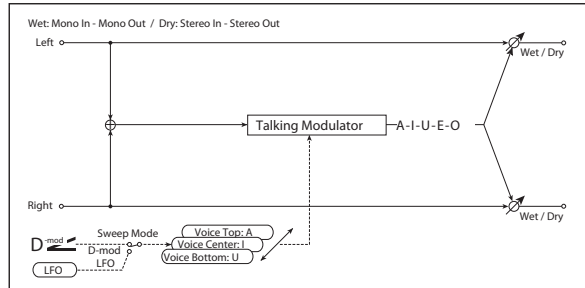 Wet: Mono In - Mono Out / Dry: Stereo In - Stereo Out
Left
Wet / Dry
Talking Modulator
A-I-U-E-O
Right
Wet / Dry
Sweep Mode
Voice Top: A
D-mod
D-mod
Voice Center: I
LFO
Voice Bottom: U
LFO